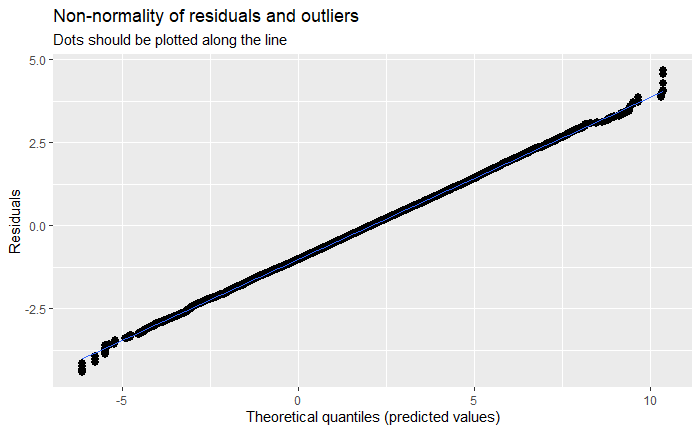 Non-normality of residuals and outliers
Dots should be plotted along the line
5.0
2.5
0.0
-2.5
Residuals
-5
0
5
10
Theoretical quantiles (predicted values)